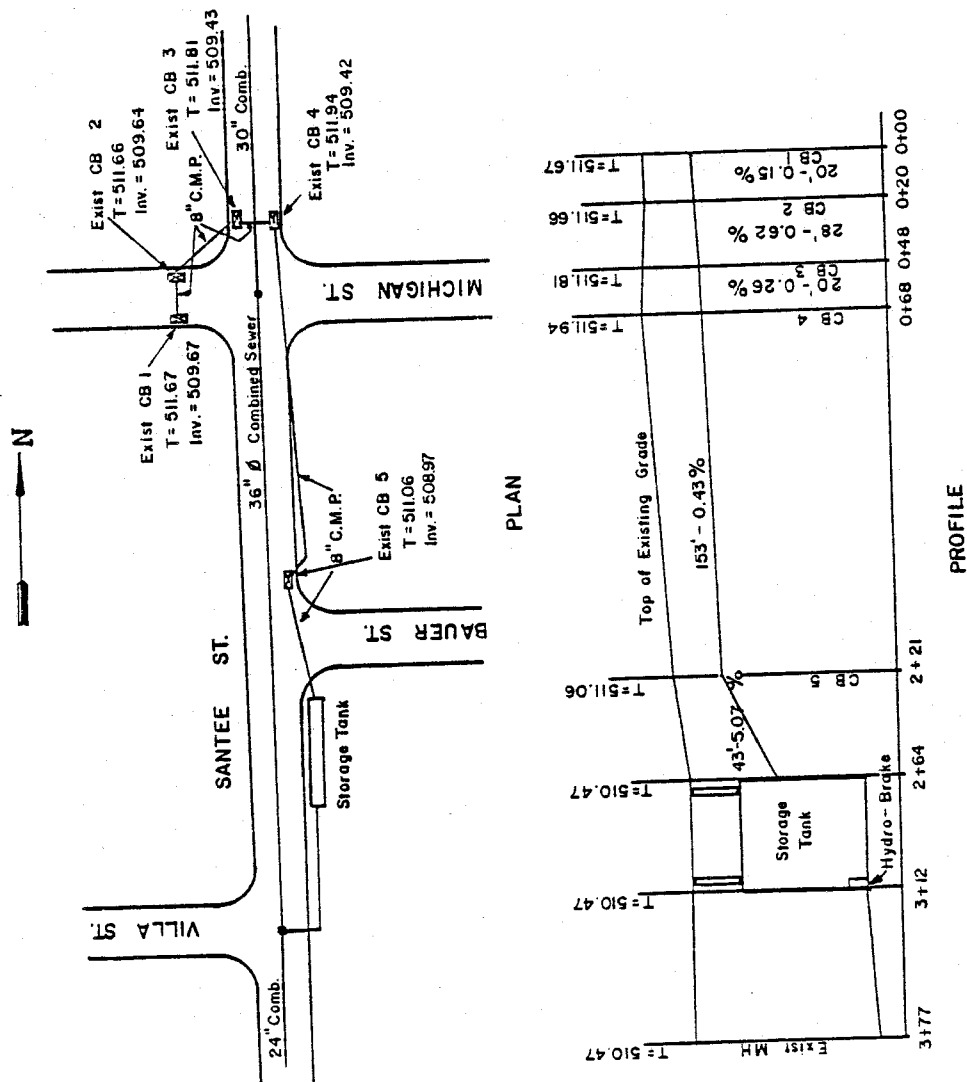 N
Exist CB 2
T = 511.66
Inv. = 509.64
Exist CB 3
T = 511.81
Inv. = 509.43
8" C.M.P.
30" Comb.
Exist CB 4
T = 511.94
Inv. = 509.42
Exist CB 1
T = 511.67
Inv. = 509.67
MICHIGAN ST.
36" Ø Combined Sewer
8" C.M.P.
Exist CB 5
T = 511.06
Inv. = 508.97
SANTEE ST.
BAUER ST.
Storage Tank
VILLA ST.
24" Comb.
PLAN
T=511.67
CB 1
20' - 0.15%
0+00
T=511.66
CB 2
28' - 0.62%
0+20
T=511.81
CB 3
20' - 0.26%
0+48
T=511.94
CB 4
0+68
Top of Existing Grade
153' - 0.43%
T=511.06
CB 5
2+21
43'-5.07 %
T=510.47
2+64
Storage
Tank
Hydro-Brake
T=510.47
3+12
T=510.47
Exist MH
3+77
PROFILE